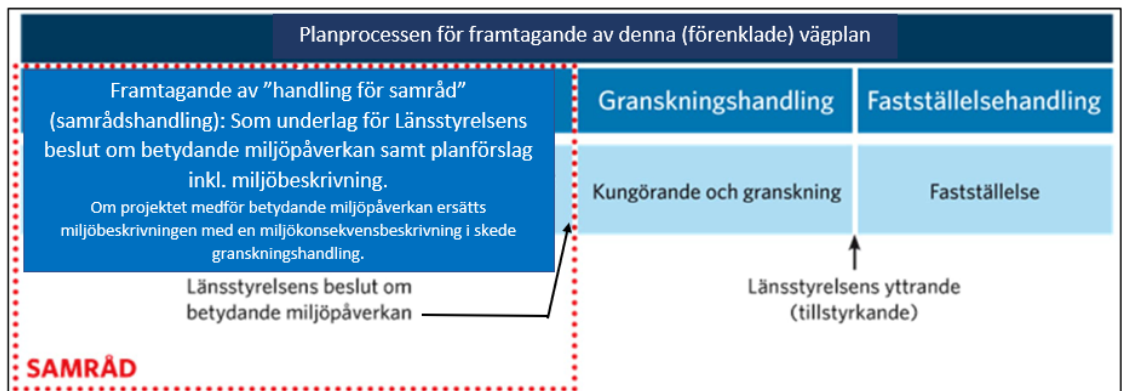 Planprocessen för framtagande av denna (förenklade) vägplan
Framtagande av ”handling för samråd”
(samrådshandling): Som underlag för Länsstyrelsens
beslut om betydande miljöpåverkan samt planförslag
inkl. miljöbeskrivning.
Om projektet medför betydande miljöpåverkan ersätts
miljöbeskrivningen med en miljökonsekvensbeskrivning i skede
granskningshandling.
Granskningshandling
Fastställelsehandling
Kungörande och granskning
Fastställelse
Länsstyrelsens beslut om
betydande miljöpåverkan
Länsstyrelsens yttrande
(tillstyrkande)
SAMRÅD